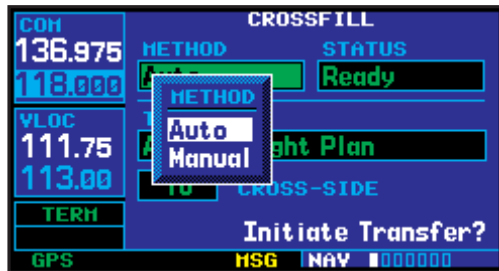 COM
136.975
118.000
VLOC
111.75
113.00
TERM
GPS
CROSSFILL
METHOD
STATUS
Ready
METHOD
Auto
Manual
Plan
CROSS-SIDE
Initiate Transfer?
MSG
NAV